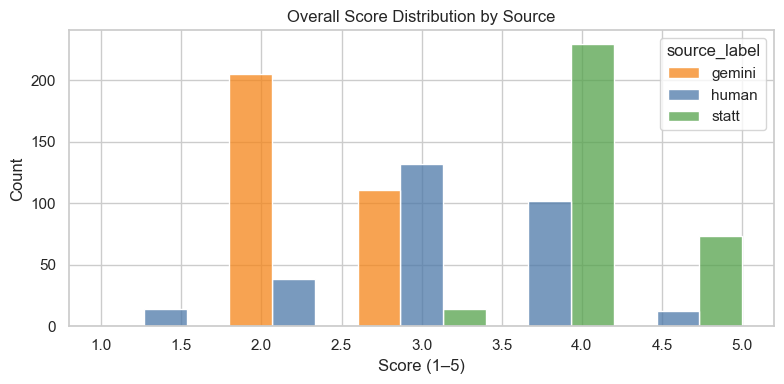 Overall Score Distribution by Source
source_label
gemini
human
statt
Count
200
150
100
50
0
1.0 1.5 2.0 2.5 3.0 3.5 4.0 4.5 5.0
Score (1–5)